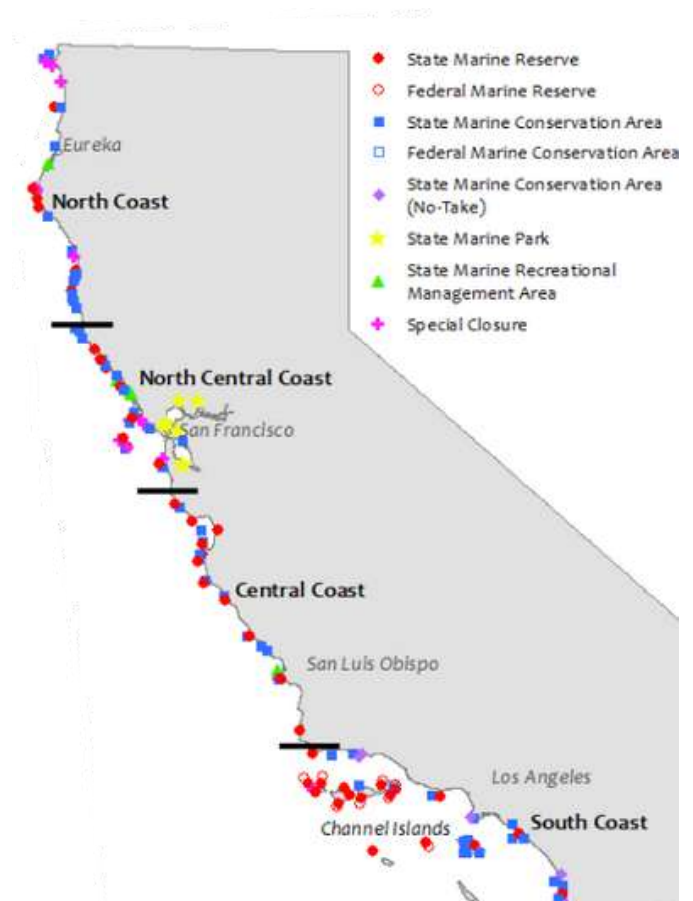 State Marine Reserve
Federal Marine Reserve
State Marine Conservation Area
Federal Marine Conservation Area
State Marine Conservation Area
(No-Take)
State Marine Park
State Marine Recreational
Management Area
Special Closure
Eureka
North Coast
North Central Coast
San Francisco
Central Coast
San Luis Obispo
Los Angeles
South Coast
Channel Islands